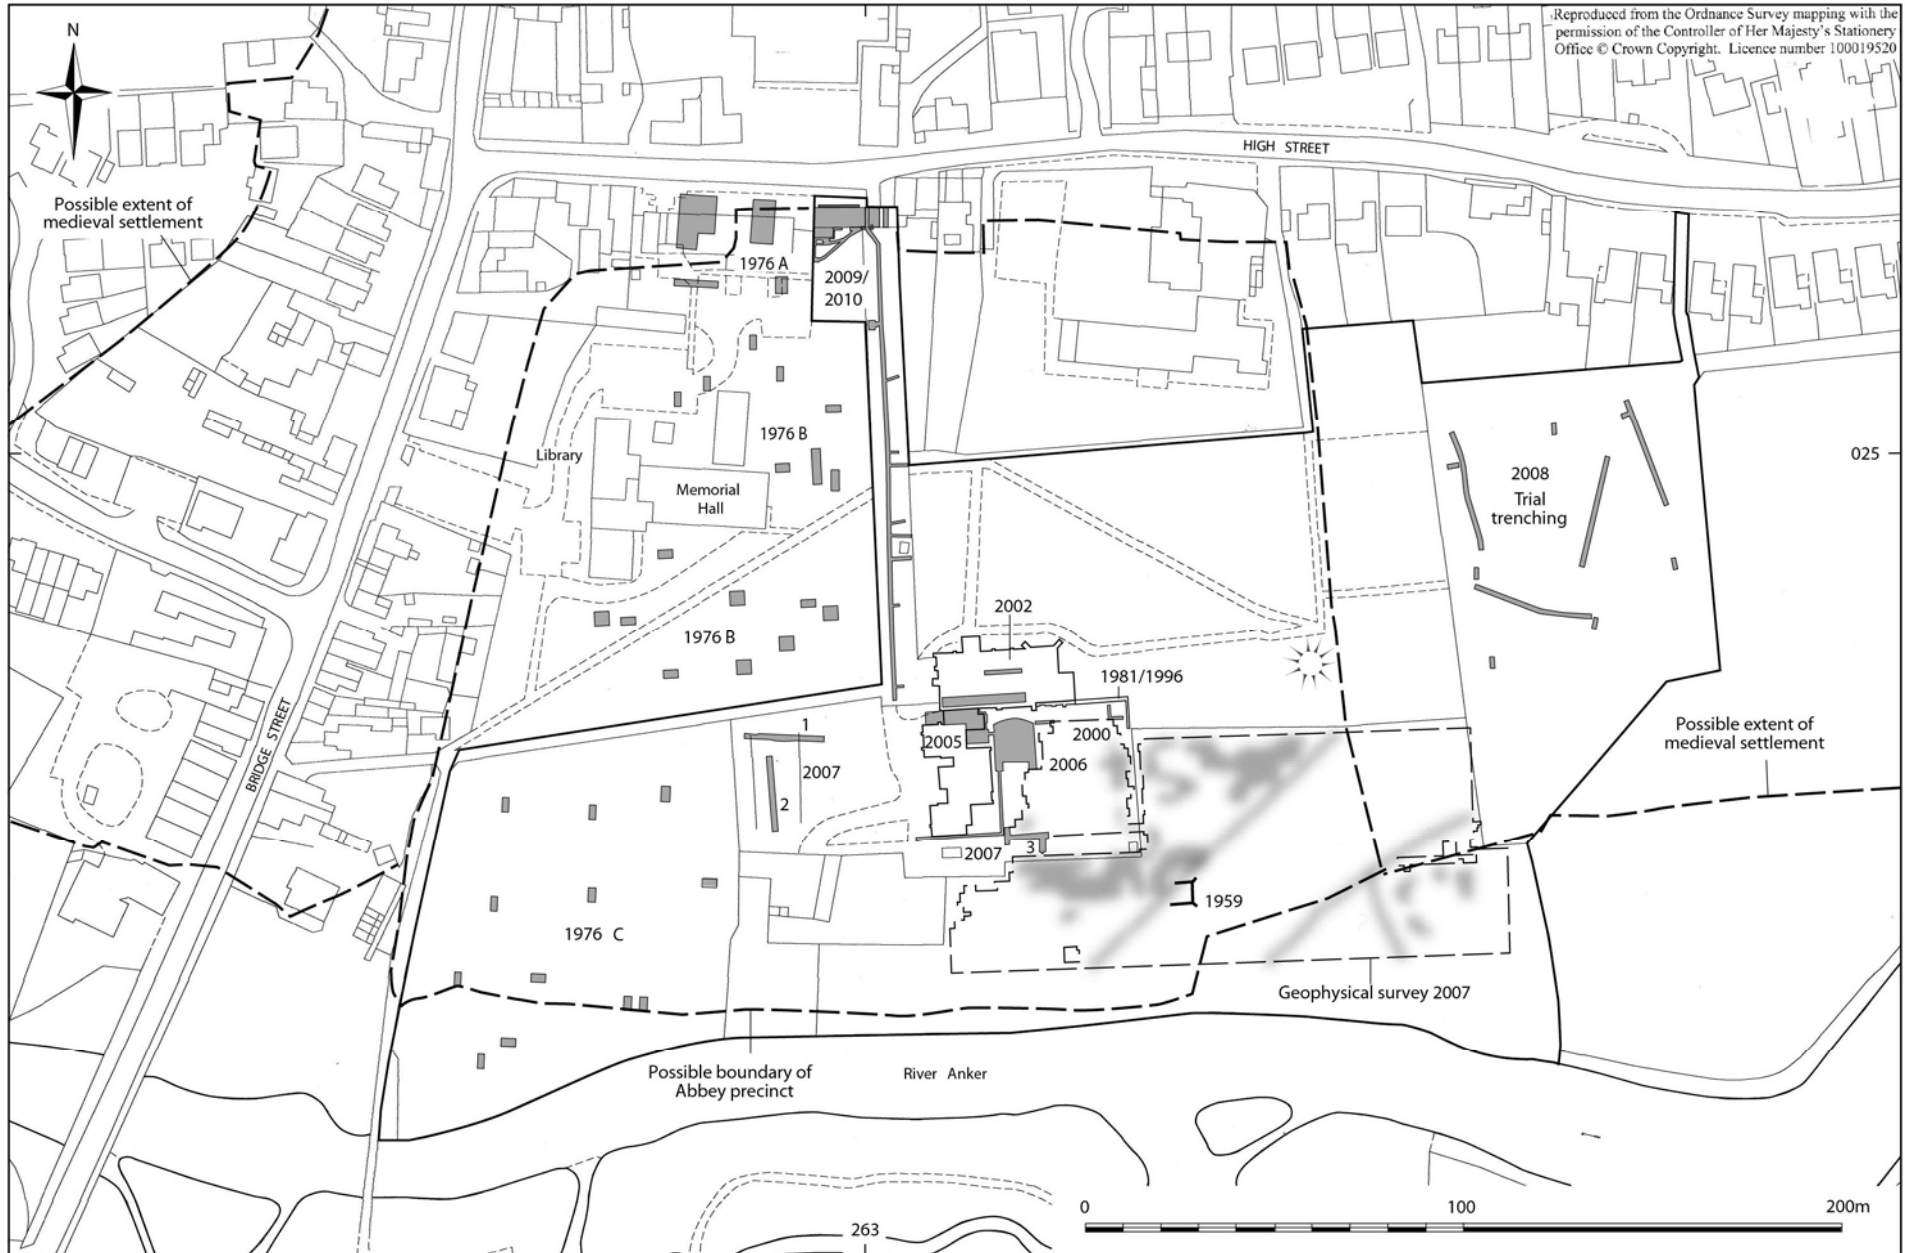 Reproduced from the Ordnance Survey mapping with the
permission of the Controller of Her Majesty's Stationery
Office © Crown Copyright. Licence number 100019520
N
HIGH STREET
Possible extent of
medieval settlement
1976 A
2009/
2010
1976 B
Library
Memorial
Hall
025
2008
Trial
trenching
2002
1976 B
1981/1996
BRIDGE STREET
1
2005
2000
2006
2007
2
Possible extent of
medieval settlement
2007
3
1959
1976 C
Geophysical survey 2007
Possible boundary of
Abbey precinct
River Anker
0
100
200m
263